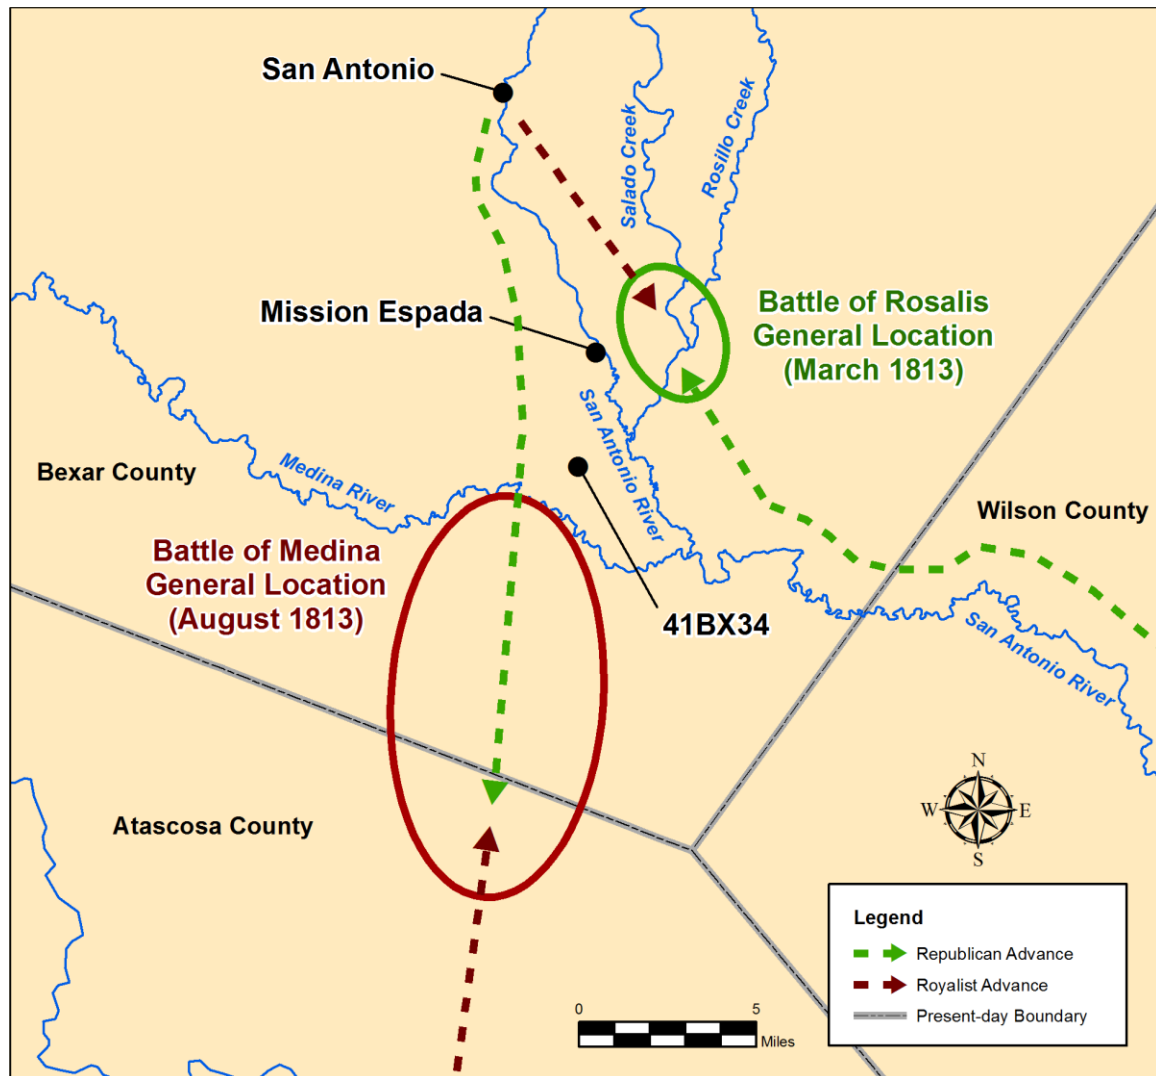 San Antonio
Salado Creek
Rosillo Creek
Mission Espada
Battle of Rosalis
General Location
(March 1813)
San Antonio River
Bexar County
Medina River
Wilson County
Battle of Medina
General Location
(August 1813)
41BX34
San Antonio River
Atascosa County
N
W
E
S
Legend
Republican Advance
Royalist Advance
Present-day Boundary
0
5
Miles